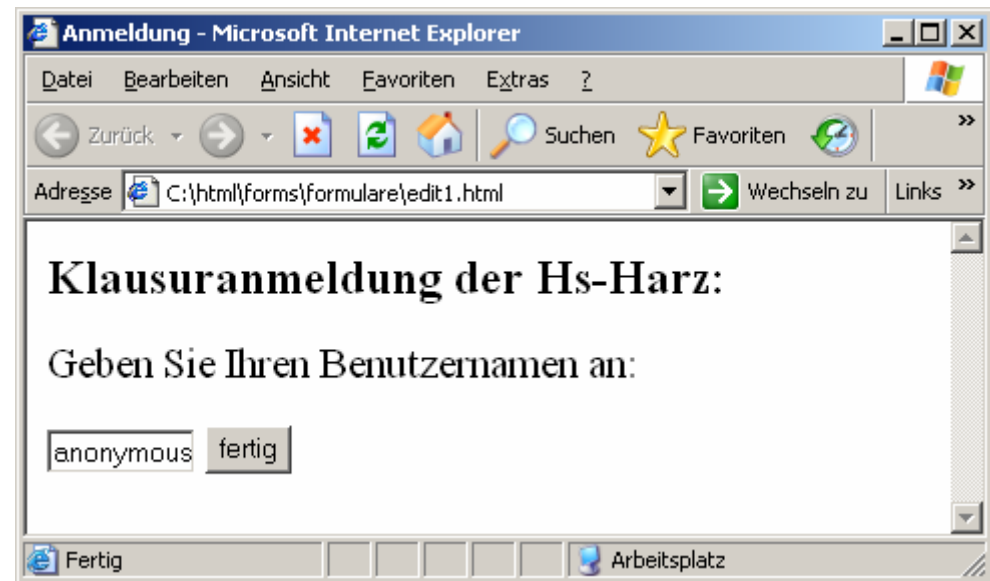 Anmeldung - Microsoft Internet Explorer
Datei Bearbeiten Ansicht Favoriten Extras ?
Zurück Suchen Favoriten »
Adresse C:\html\forms\formulare\edit1.html Wechseln zu Links »
Klausuranmeldung der Hs-Harz:
Geben Sie Ihren Benutzernamen an:
anonymous fertig
Fertig Arbeitsplatz